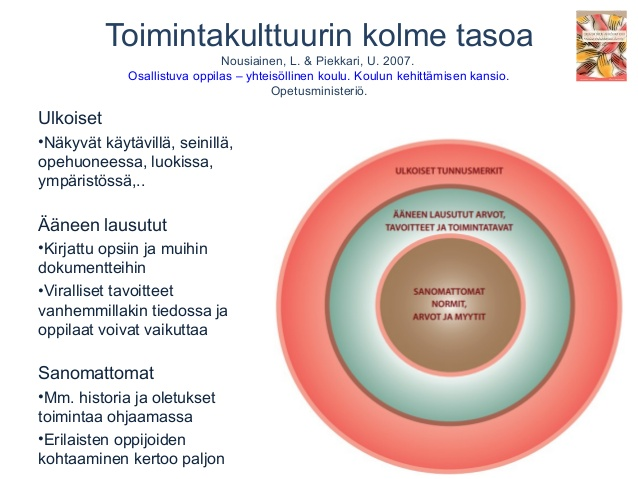 Toimintakulttuurin kolme tasoa
Nousiainen, L. & Piekkari, U. 2007.
Osallistuva oppilas – yhteisöllinen koulu. Koulun kehittämisen kansio.
Opetusministeriö.
Ulkoiset
•Näkyvät käytävillä, seinillä,
opehuoneessa, luokissa,
ympäristössä,..
Ääneen lausutut
•Kirjattu opsiin ja muihin
dokumentteihin
•Viralliset tavoitteet
vanhemmillakin tiedossa ja
oppilaat voivat vaikuttaa
Sanomattomat
•Mm. historia ja oletukset
toimintaa ohjaamassa
•Erilaisten oppijoiden
kohtaaminen kertoo paljon
ULKOISET TUNNUSMERKIT
ÄÄNEEN LAUSUTUT ARVOT,
TAVOITTEET JA TOIMINTATAVAT
SANOMATTOMAT
NORMIT,
ARVOT JA MYYTIT